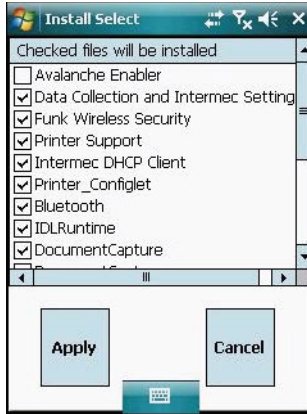 Install Select
Checked files will be installed
Avalanche Enabler
Data Collection and Intermec Setting
Funk Wireless Security
Printer Support
Intermec DHCP Client
Printer_Configlet
Bluetooth
IDLRuntime
DocumentCapture
Apply
Cancel